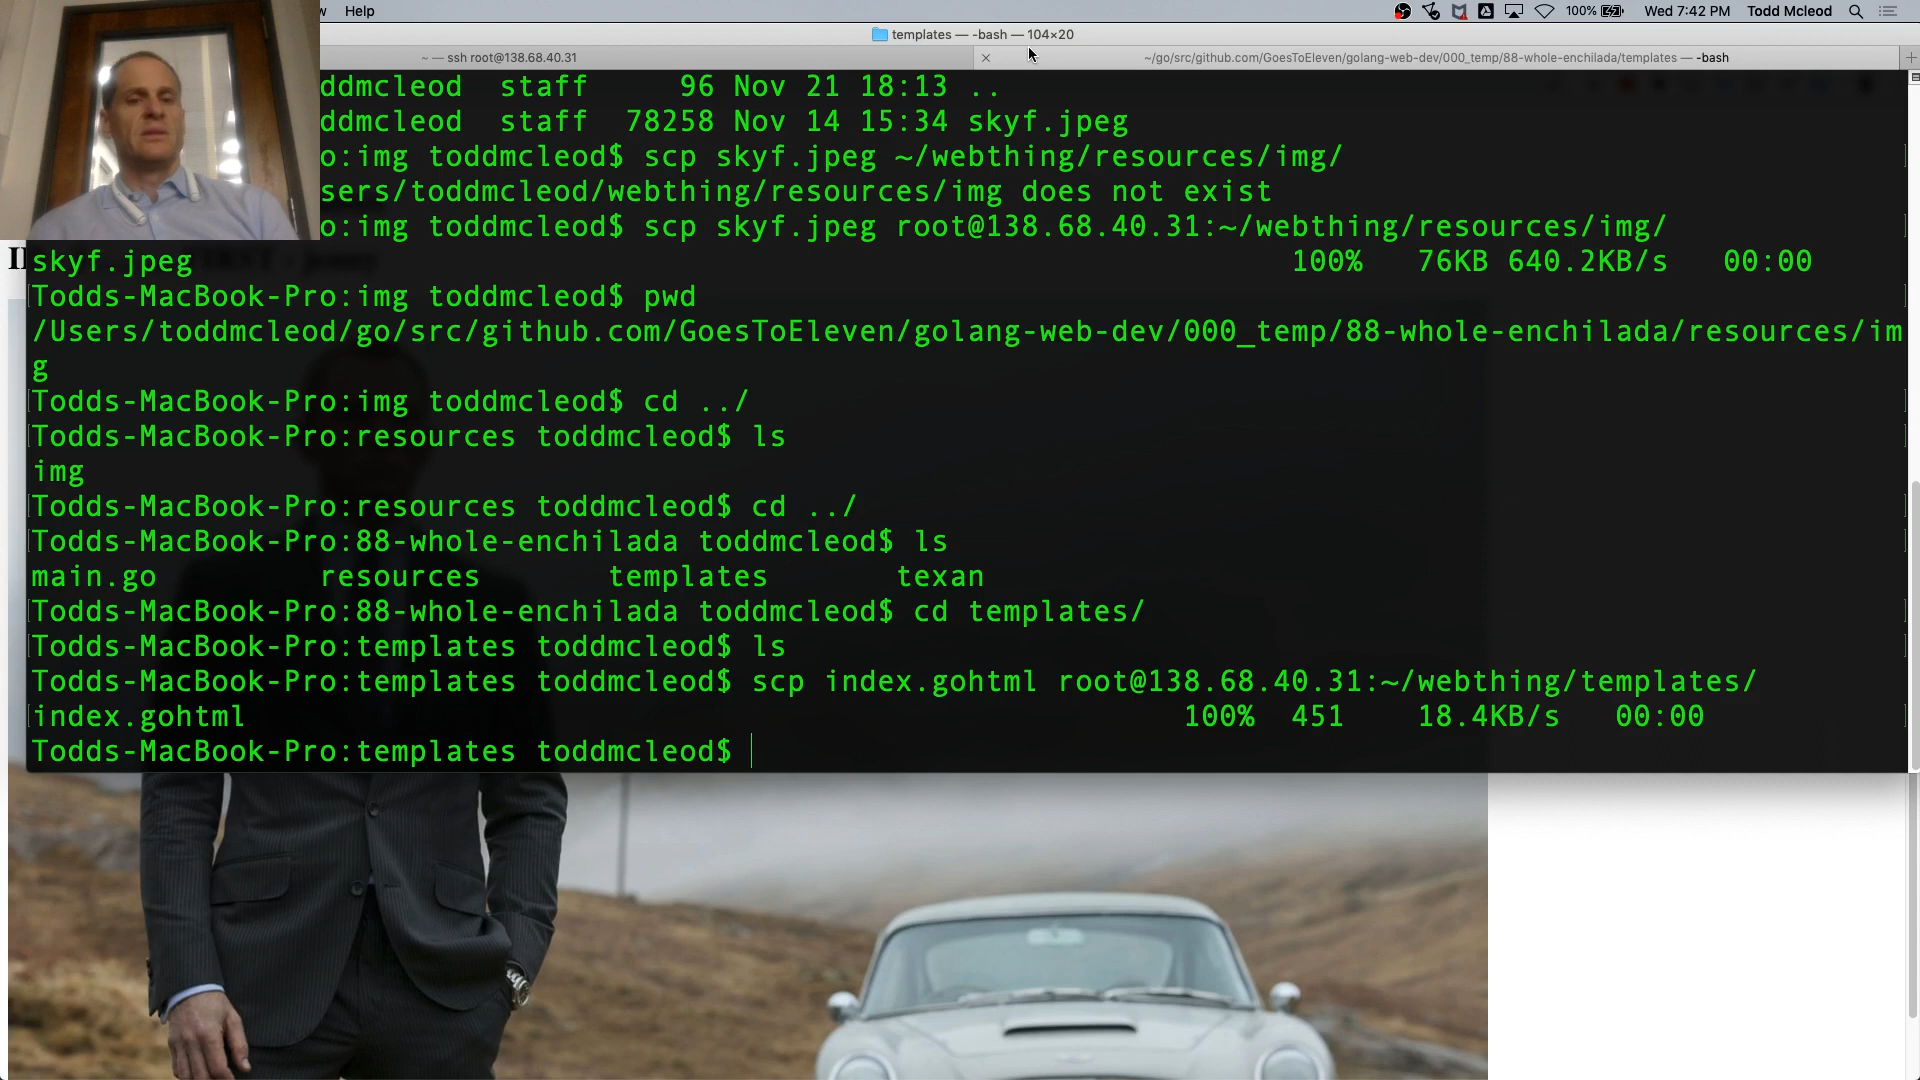 w Help 100% Wed 7:42 PM Todd Mcleod
templates — -bash — 104×20
~ — ssh root@138.68.40.31 ~/go/src/github.com/GoesToEleven/golang-web-dev/000_temp/88-whole-enchilada/templates — -bash
ddmcleod staff 96 Nov 21 18:13 ..
ddmcleod staff 78258 Nov 14 15:34 skyf.jpeg
o:img toddmcleod$ scp skyf.jpeg ~/webthing/resources/img/
sers/toddmcleod/webthing/resources/img does not exist
o:img toddmcleod$ scp skyf.jpeg root@138.68.40.31:~/webthing/resources/img/
skyf.jpeg 100% 76KB 640.2KB/s 00:00
Todds-MacBook-Pro:img toddmcleod$ pwd
/Users/toddmcleod/go/src/github.com/GoesToEleven/golang-web-dev/000_temp/88-whole-enchilada/resources/im
g
Todds-MacBook-Pro:img toddmcleod$ cd ../
Todds-MacBook-Pro:resources toddmcleod$ ls
img
Todds-MacBook-Pro:resources toddmcleod$ cd ../
Todds-MacBook-Pro:88-whole-enchilada toddmcleod$ ls
main.go resources templates texan
Todds-MacBook-Pro:88-whole-enchilada toddmcleod$ cd templates/
Todds-MacBook-Pro:templates toddmcleod$ ls
Todds-MacBook-Pro:templates toddmcleod$ scp index.gohtml root@138.68.40.31:~/webthing/templates/
index.gohtml 100% 451 18.4KB/s 00:00
Todds-MacBook-Pro:templates toddmcleod$